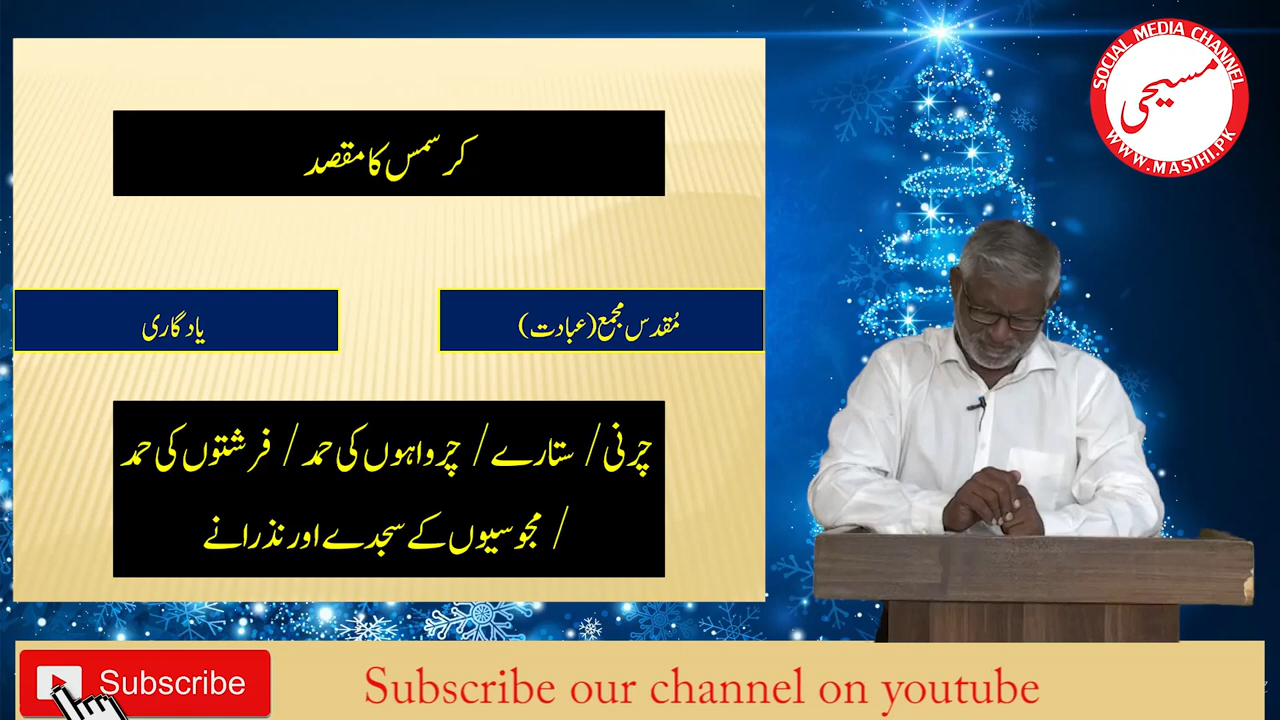 کرسمس کا مقصد
مُقدس مجمع (عبادت)
یادگاری
چرنی / ستارے / چرواہوں کی حمد / فرشتوں کی حمد
/ مجوسیوں کے سجدے اور نذرانے
SOCIAL MEDIA CHANNEL
مسیحی
WWW.MASIHI.PK
Subscribe
Subscribe our channel on youtube